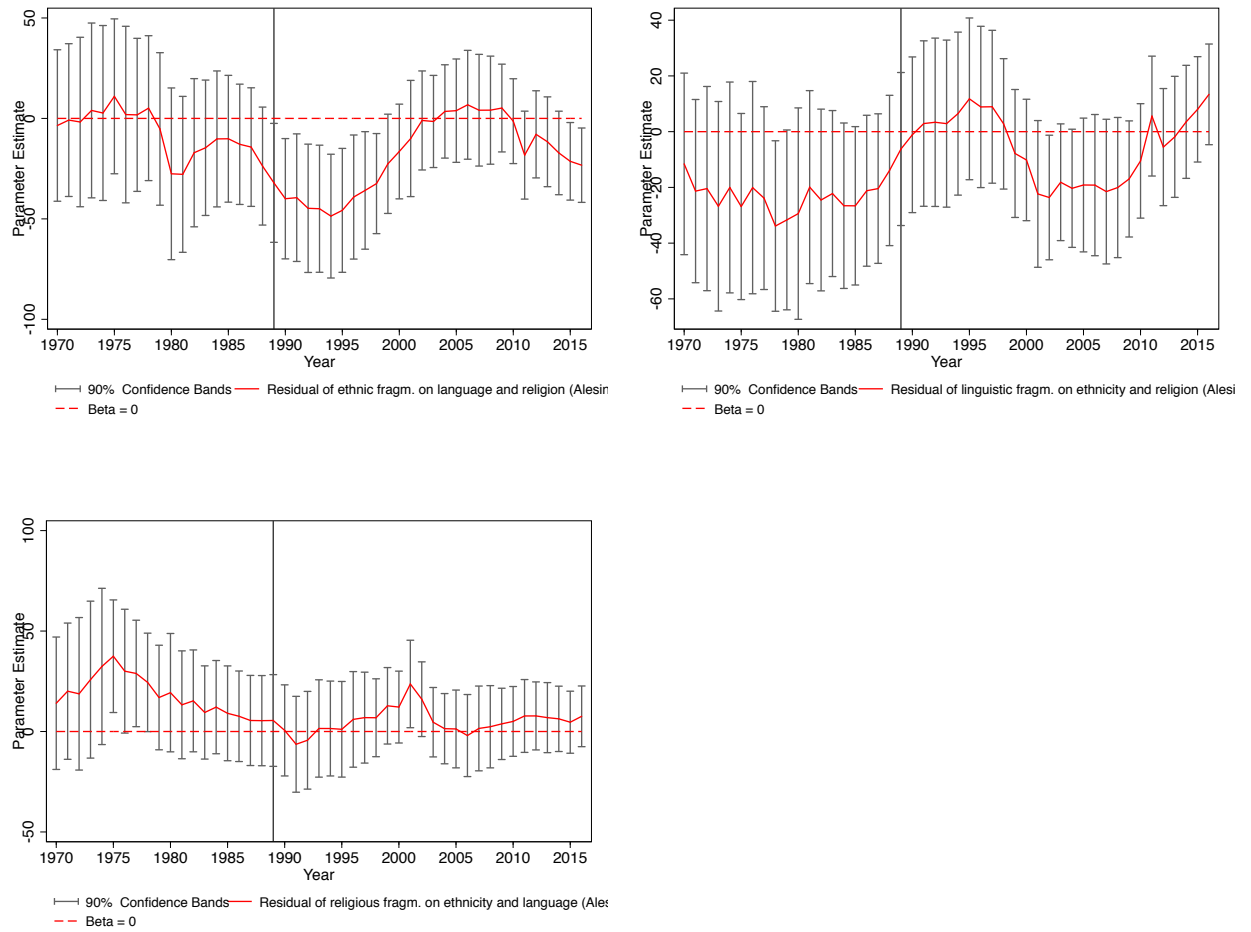 50
0
-50
-100
Parameter Estimate
1970 1975 1980 1985 1990 1995 2000 2005 2010 2015
Year
90% Confidence Bands Residual of ethnic fragm. on language and religion (Alesin
Beta = 0
40
20
0
-20
-40
-60
Parameter Estimate
1970 1975 1980 1985 1990 1995 2000 2005 2010 2015
Year
90% Confidence Bands Residual of linguistic fragm. on ethnicity and religion (Alesi
Beta = 0
100
50
0
-50
Parameter Estimate
1970 1975 1980 1985 1990 1995 2000 2005 2010 2015
Year
90% Confidence Bands Residual of religious fragm. on ethnicity and language (Ales
Beta = 0